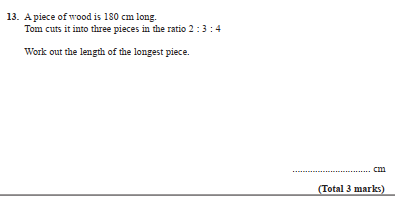 13. A piece of wood is 180 cm long.
Tom cuts it into three pieces in the ratio 2 : 3 : 4
Work out the length of the longest piece.
.............................. cm
(Total 3 marks)